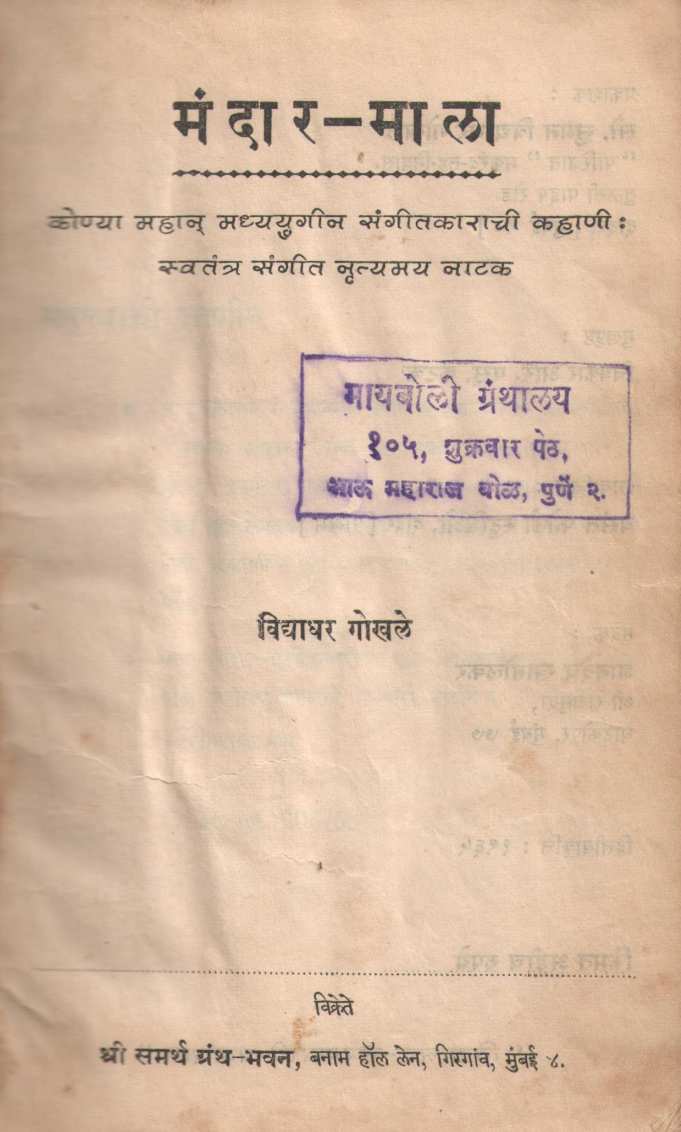 मंदार-माला
कोण्या महान् मध्ययुगीन संगीतकाराची कहाणी :
स्वतंत्र संगीत नृत्यमय नाटक
मायबोली ग्रंथालय
१०५, शुक्रवार पेठ,
भाऊ महाराज बोळ, पुणें २.
विद्याधर गोखले
विक्रेते
श्री समर्थ ग्रंथ-भवन, बनाम हॉल लेन, गिरगांव, मुंबई ४.